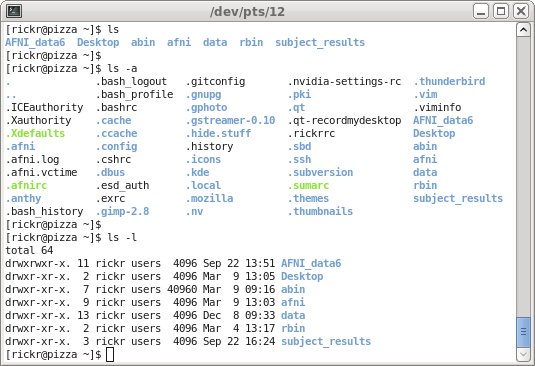 /dev/pts/12
[rickr@pizza ~]$ ls
AFNI_data6 Desktop abin afni data rbin subject_results
[rickr@pizza ~]$
[rickr@pizza ~]$ ls -a
. .bash_logout .gitconfig .nvidia-settings-rc .thunderbird
.. .bash_profile .gnupg .pki .vim
.ICEauthority .bashrc .gphoto .qt .viminfo
.Xauthority .cache .gstreamer-0.10 .qt-recordmydesktop AFNI_data6
.Xdefaults .ccache .hide.stuff .rickrrc Desktop
.afni .config .history .sbd abin
.afni.log .cshrc .icons .ssh afni
.afni.vctime .dbus .kde .subversion data
.afnirc .esd_auth .local .sumarc rbin
.anthy .exrc .mozilla .themes subject_results
.bash_history .gimp-2.8 .nv .thumbnails
[rickr@pizza ~]$
[rickr@pizza ~]$ ls -l
total 64
drwxrwxr-x. 11 rickr users 4096 Sep 22 13:51 AFNI_data6
drwxr-xr-x. 2 rickr users 4096 Mar 9 13:05 Desktop
drwxr-xr-x. 7 rickr users 40960 Mar 9 09:16 abin
drwxr-xr-x. 9 rickr users 4096 Mar 9 13:03 afni
drwxr-xr-x. 13 rickr users 4096 Dec 8 09:33 data
drwxr-xr-x. 2 rickr users 4096 Mar 4 13:17 rbin
drwxr-xr-x. 3 rickr users 4096 Sep 22 16:24 subject_results
[rickr@pizza ~]$